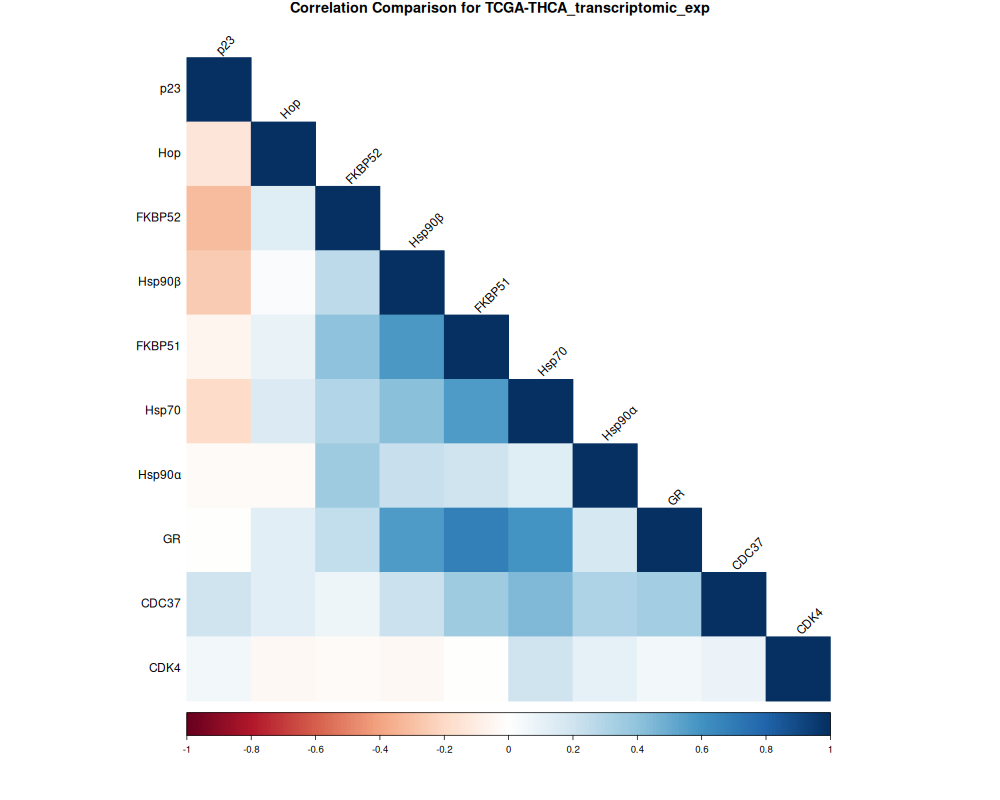 Correlation Comparison for TCGA-THCA_transcriptomic_exp
p23
p23
Hop
Hop
FKBP52
FKBP52
Hsp90β
Hsp90β
FKBP51
FKBP51
Hsp70
Hsp70
Hsp90α
Hsp90α
GR
GR
CDC37
CDC37
CDK4
CDK4
-1 -0.8 -0.6 -0.4 -0.2 0 0.2 0.4 0.6 0.8 1